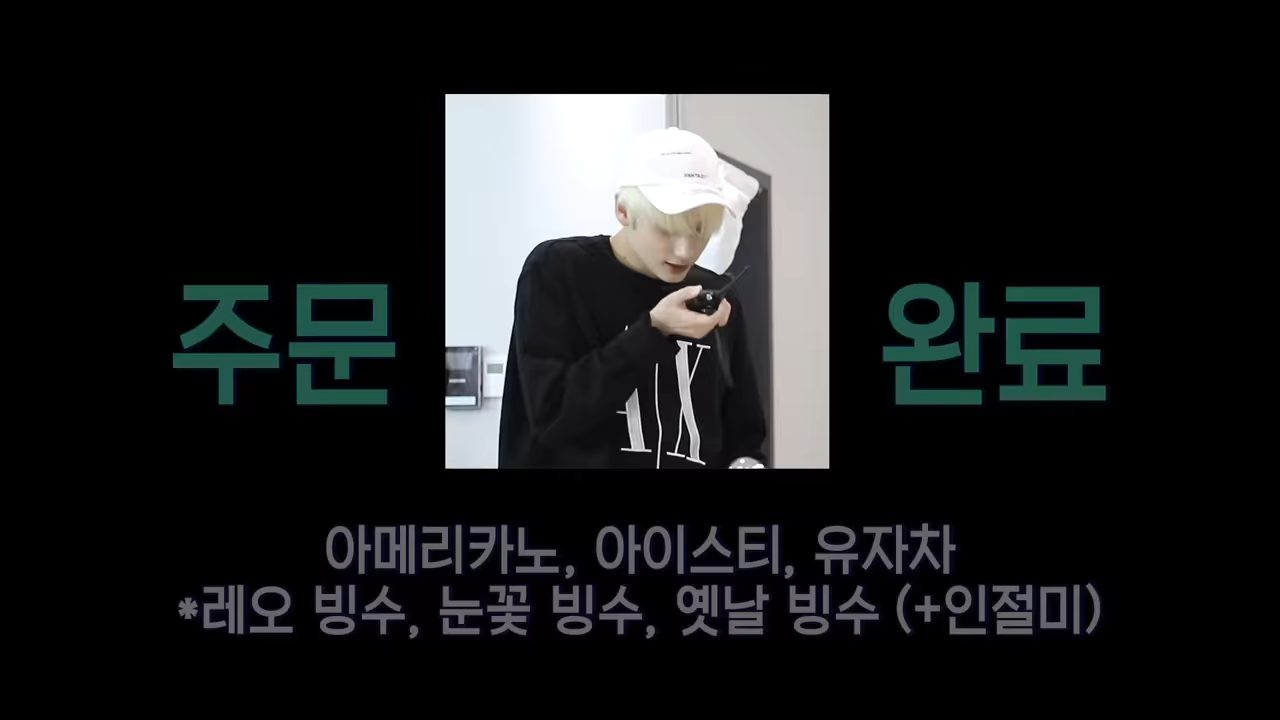 주문 완료
아메리카노, 아이스티, 유자차
*레오 빙수, 눈꽃 빙수, 옛날 빙수 (+인절미)
A X